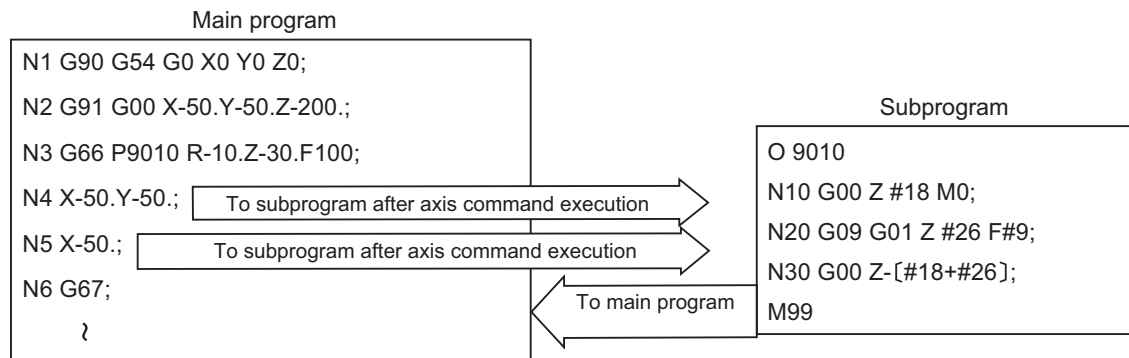 Main program
N1 G90 G54 G0 X0 Y0 Z0;
N2 G91 G00 X-50.Y-50.Z-200.;
N3 G66 P9010 R-10.Z-30.F100;
N4 X-50.Y-50.;
To subprogram after axis command execution
N5 X-50.;
To subprogram after axis command execution
N6 G67;
~
To main program
Subprogram
O 9010
N10 G00 Z #18 M0;
N20 G09 G01 Z #26 F#9;
N30 G00 Z-〔#18+#26〕;
M99